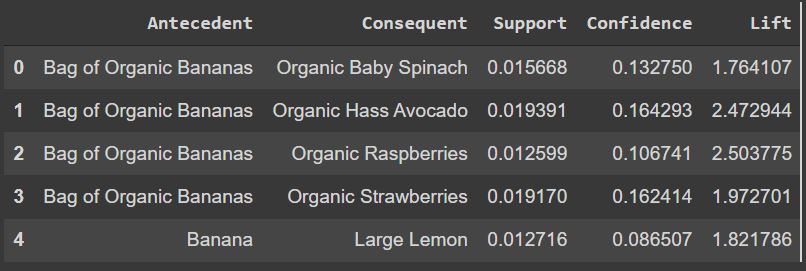 Antecedent Consequent Support Confidence Lift
0 Bag of Organic Bananas Organic Baby Spinach 0.015668 0.132750 1.764107
1 Bag of Organic Bananas Organic Hass Avocado 0.019391 0.164293 2.472944
2 Bag of Organic Bananas Organic Raspberries 0.012599 0.106741 2.503775
3 Bag of Organic Bananas Organic Strawberries 0.019170 0.162414 1.972701
4 Banana Large Lemon 0.012716 0.086507 1.821786